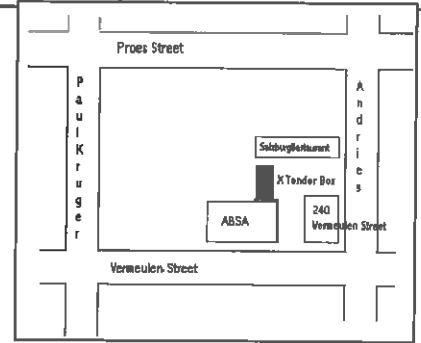 Proes Street
Paul Kruger
Andries
Salzburg Restaurant
X Tender Box
240
Vermeulen Street
ABSA
Vermeulen Street